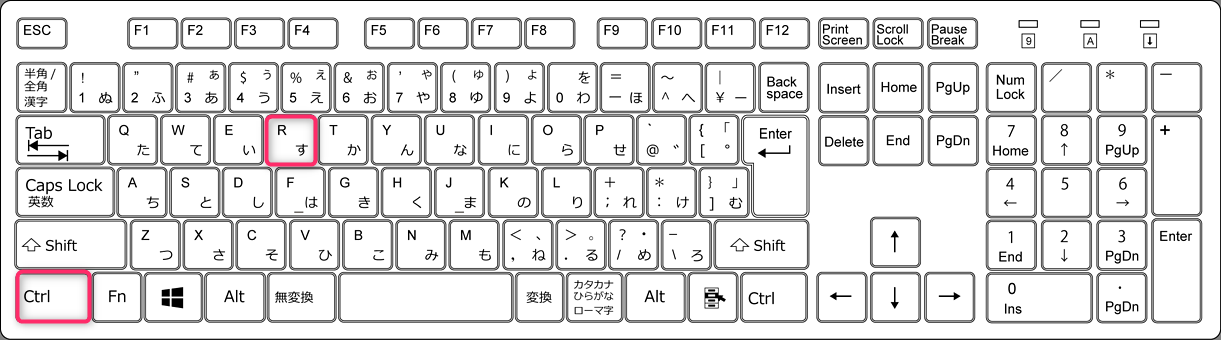 ESC F1 F2 F3 F4 F5 F6 F7 F8 F9 F10 F11 F12 Print Screen Scroll Lock Pause Break 9 A ⬇
半角/
全角
漢字
! 1 ぬ
" 2 ふ
# ぁ 3 あ
$ ぅ 4 う
% ぇ 5 え
& ぉ 6 お
' ゃ 7 や
( ゅ 8 ゆ
) ょ 9 よ
を 0 わ
= ー ほ
～ ^ へ
| ¥ ー
Back
space
Insert Home PgUp
Num
Lock
／ * －
Tab
Q た
W て
E い
R す
T か
Y ん
U な
I に
O ら
P せ
` @ ゛
{ 「 [ °
Enter
Delete End PgDn
7 Home
8 ↑
9 PgUp
+
Caps Lock
英数
A ち
S と
D し
F _は
G き
H く
J _ま
K の
L り
+ ; れ
* : け
} 」 ] む
4 ←
5
6 →
Shift
Z つ
X さ
C そ
V ひ
B こ
N み
M も
< 、 , ね
> 。 . る
? ・ / め
_ \ ろ
Shift
↑
1 End
2 ↓
3 PgDn
Enter
Ctrl Fn Alt 無変換 変換
カタカナ
ひらがな
ローマ字
Alt Ctrl
← ↓ →
0 Ins
. PgDn